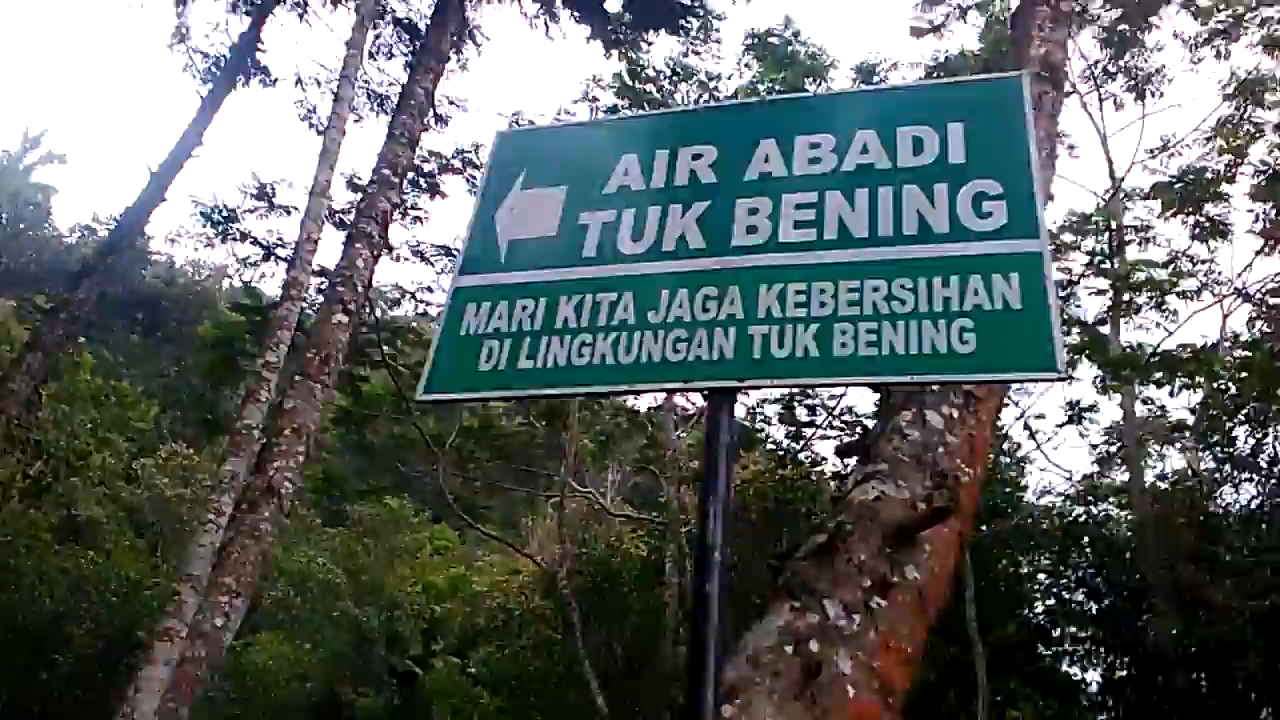 AIR ABADI
TUK BENING
MARI KITA JAGA KEBERSIHAN
DI LINGKUNGAN TUK BENING